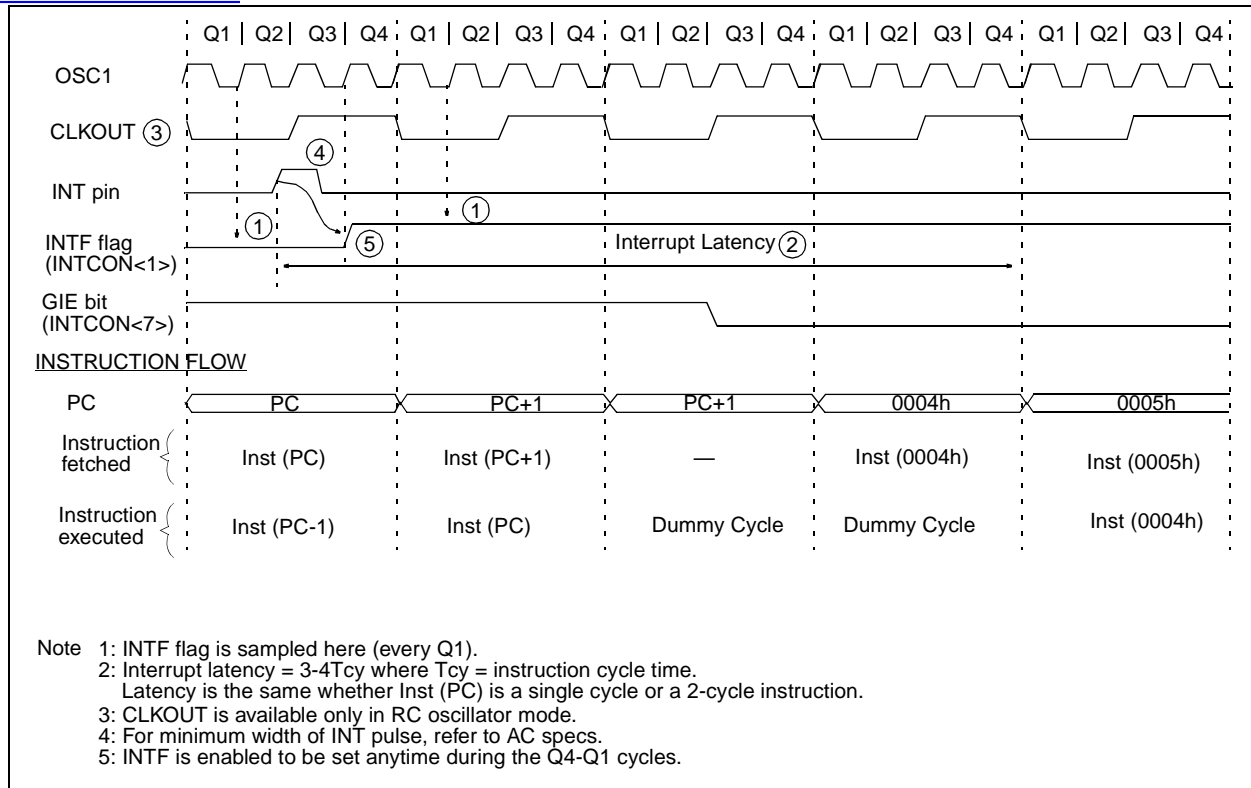 Q1 | Q2 | Q3 | Q4 Q1 | Q2 | Q3 | Q4 Q1 | Q2 | Q3 | Q4 Q1 | Q2 | Q3 | Q4 Q1 | Q2 | Q3 | Q4
OSC1
CLKOUT 3
4
INT pin
1 1
INTF flag
(INTCON<1>)
5
Interrupt Latency 2
GIE bit
(INTCON<7>)
INSTRUCTION FLOW
PC PC PC+1 PC+1 0004h 0005h
Instruction
fetched
Inst (PC) Inst (PC+1) — Inst (0004h) Inst (0005h)
Instruction
executed
Inst (PC-1) Inst (PC) Dummy Cycle Dummy Cycle Inst (0004h)
Note 1: INTF flag is sampled here (every Q1).
2: Interrupt latency = 3-4Tcy where Tcy = instruction cycle time.
Latency is the same whether Inst (PC) is a single cycle or a 2-cycle instruction.
3: CLKOUT is available only in RC oscillator mode.
4: For minimum width of INT pulse, refer to AC specs.
5: INTF is enabled to be set anytime during the Q4-Q1 cycles.